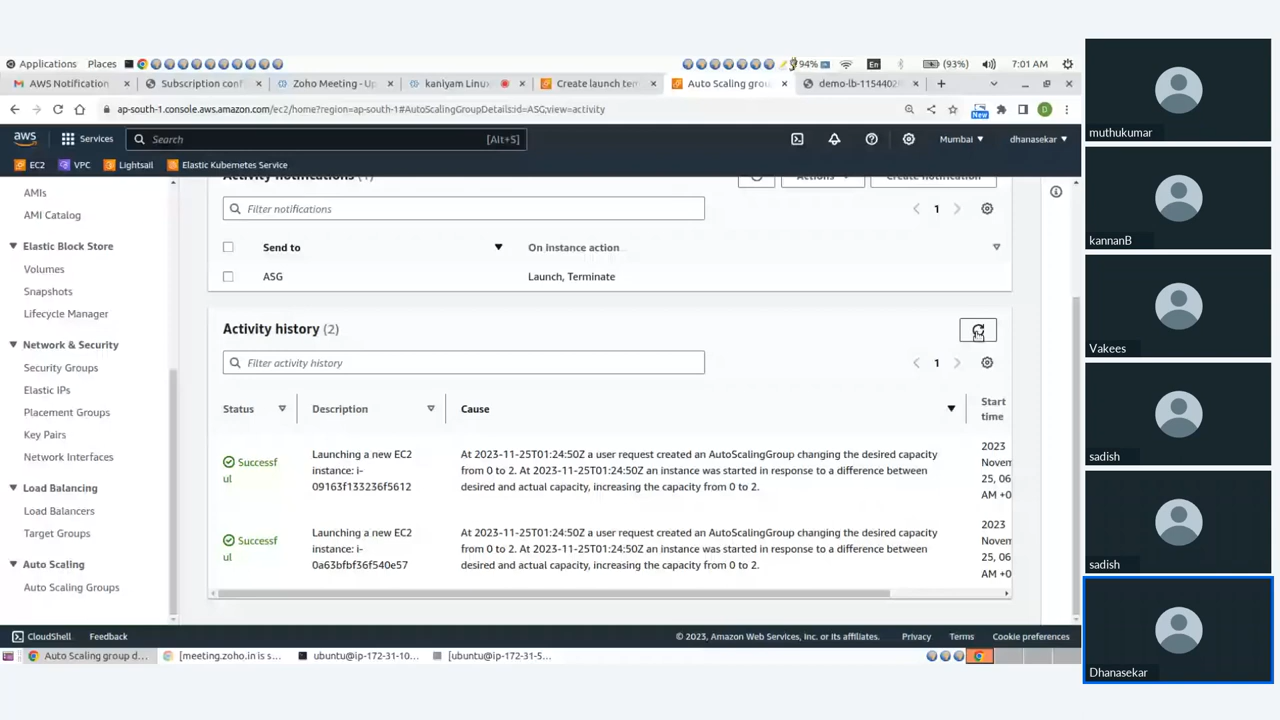 Applications Places 94% En (93%) 7:01 AM
AWS Notification Subscription conf Zoho Meeting - Up kaniyam Linux Create launch tem Auto Scaling grou demo-lb-1154402
ap-south-1.console.aws.amazon.com/ec2/home?region=ap-south-1#AutoScalingGroupDetails:id=ASG;view=activity
New
D
aws Services Search [Alt+S] Mumbai dhanasekar
EC2 VPC Lightsail Elastic Kubernetes Service
AMIs
AMI Catalog
Elastic Block Store
Volumes
Snapshots
Lifecycle Manager
Network & Security
Security Groups
Elastic IPs
Placement Groups
Key Pairs
Network Interfaces
Load Balancing
Load Balancers
Target Groups
Auto Scaling
Auto Scaling Groups
Activity notifications (1) Actions Create notification
Filter notifications 1
Send to On instance action
ASG Launch, Terminate
Activity history (2)
Filter activity history 1
Status Description Cause Start
time
Successf
ul
Launching a new EC2
instance: i-
09163f133236f5612
At 2023-11-25T01:24:50Z a user request created an AutoScalingGroup changing the desired capacity
from 0 to 2. At 2023-11-25T01:24:50Z an instance was started in response to a difference between
desired and actual capacity, increasing the capacity from 0 to 2.
2023
Novem
25, 06
AM +0
Successf
ul
Launching a new EC2
instance: i-
0a63bfbf36f540e57
At 2023-11-25T01:24:50Z a user request created an AutoScalingGroup changing the desired capacity
from 0 to 2. At 2023-11-25T01:24:50Z an instance was started in response to a difference between
desired and actual capacity, increasing the capacity from 0 to 2.
2023
Novem
25, 06
AM +0
CloudShell Feedback © 2023, Amazon Web Services, Inc. or its affiliates. Privacy Terms Cookie preferences
Auto Scaling group d... [meeting.zoho.in is s... ubuntu@ip-172-31-10... [ubuntu@ip-172-31-5...
muthukumar
kannanB
Vakees
sadish
sadish
Dhanasekar